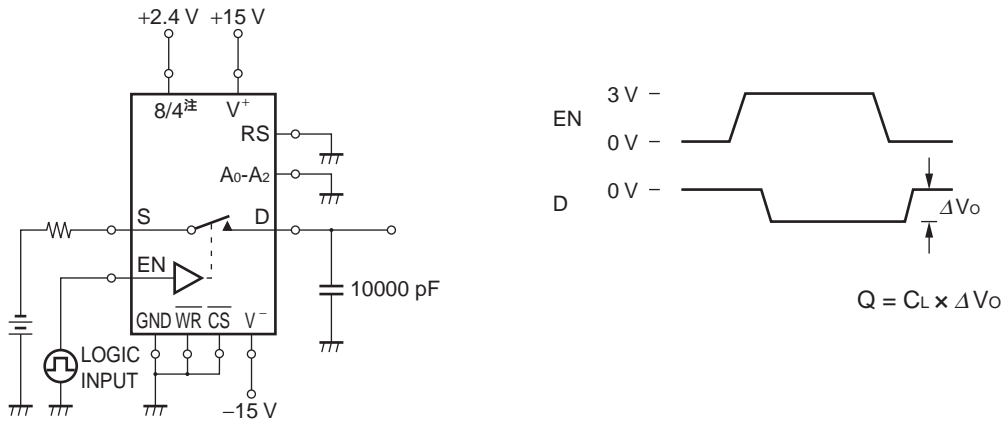 +2.4 V +15 V
8/4注 V+
RS
A0-A2
S D
EN
10000 pF
GND WR CS V−
LOGIC
INPUT
−15 V
EN 3 V
0 V
D 0 V
ΔVO
Q = CL × ΔVO